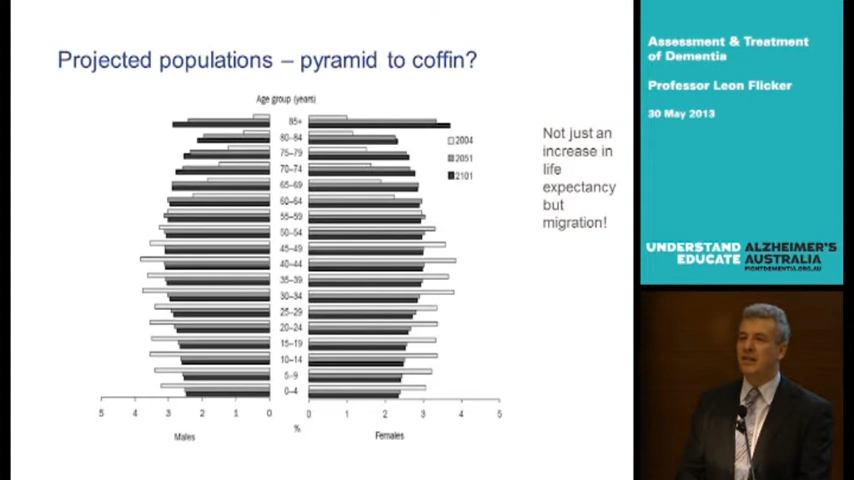 Projected populations – pyramid to coffin?
Age group (years)
85+
80–84
75–79
70–74
65–69
60–64
55–59
50–54
45–49
40–44
35–39
30–34
25–29
20–24
15–19
10–14
5–9
0–4
2004
2051
2101
5 4 3 2 1 0 0 1 2 3 4 5
%
Males
Females
Not just an
increase in
life
expectancy
but
migration!
Assessment & Treatment
of Dementia
Professor Leon Flicker
30 May 2013
UNDERSTAND ALZHEIMER'S
EDUCATE AUSTRALIA
FIGHTDEMENTIA.ORG.AU